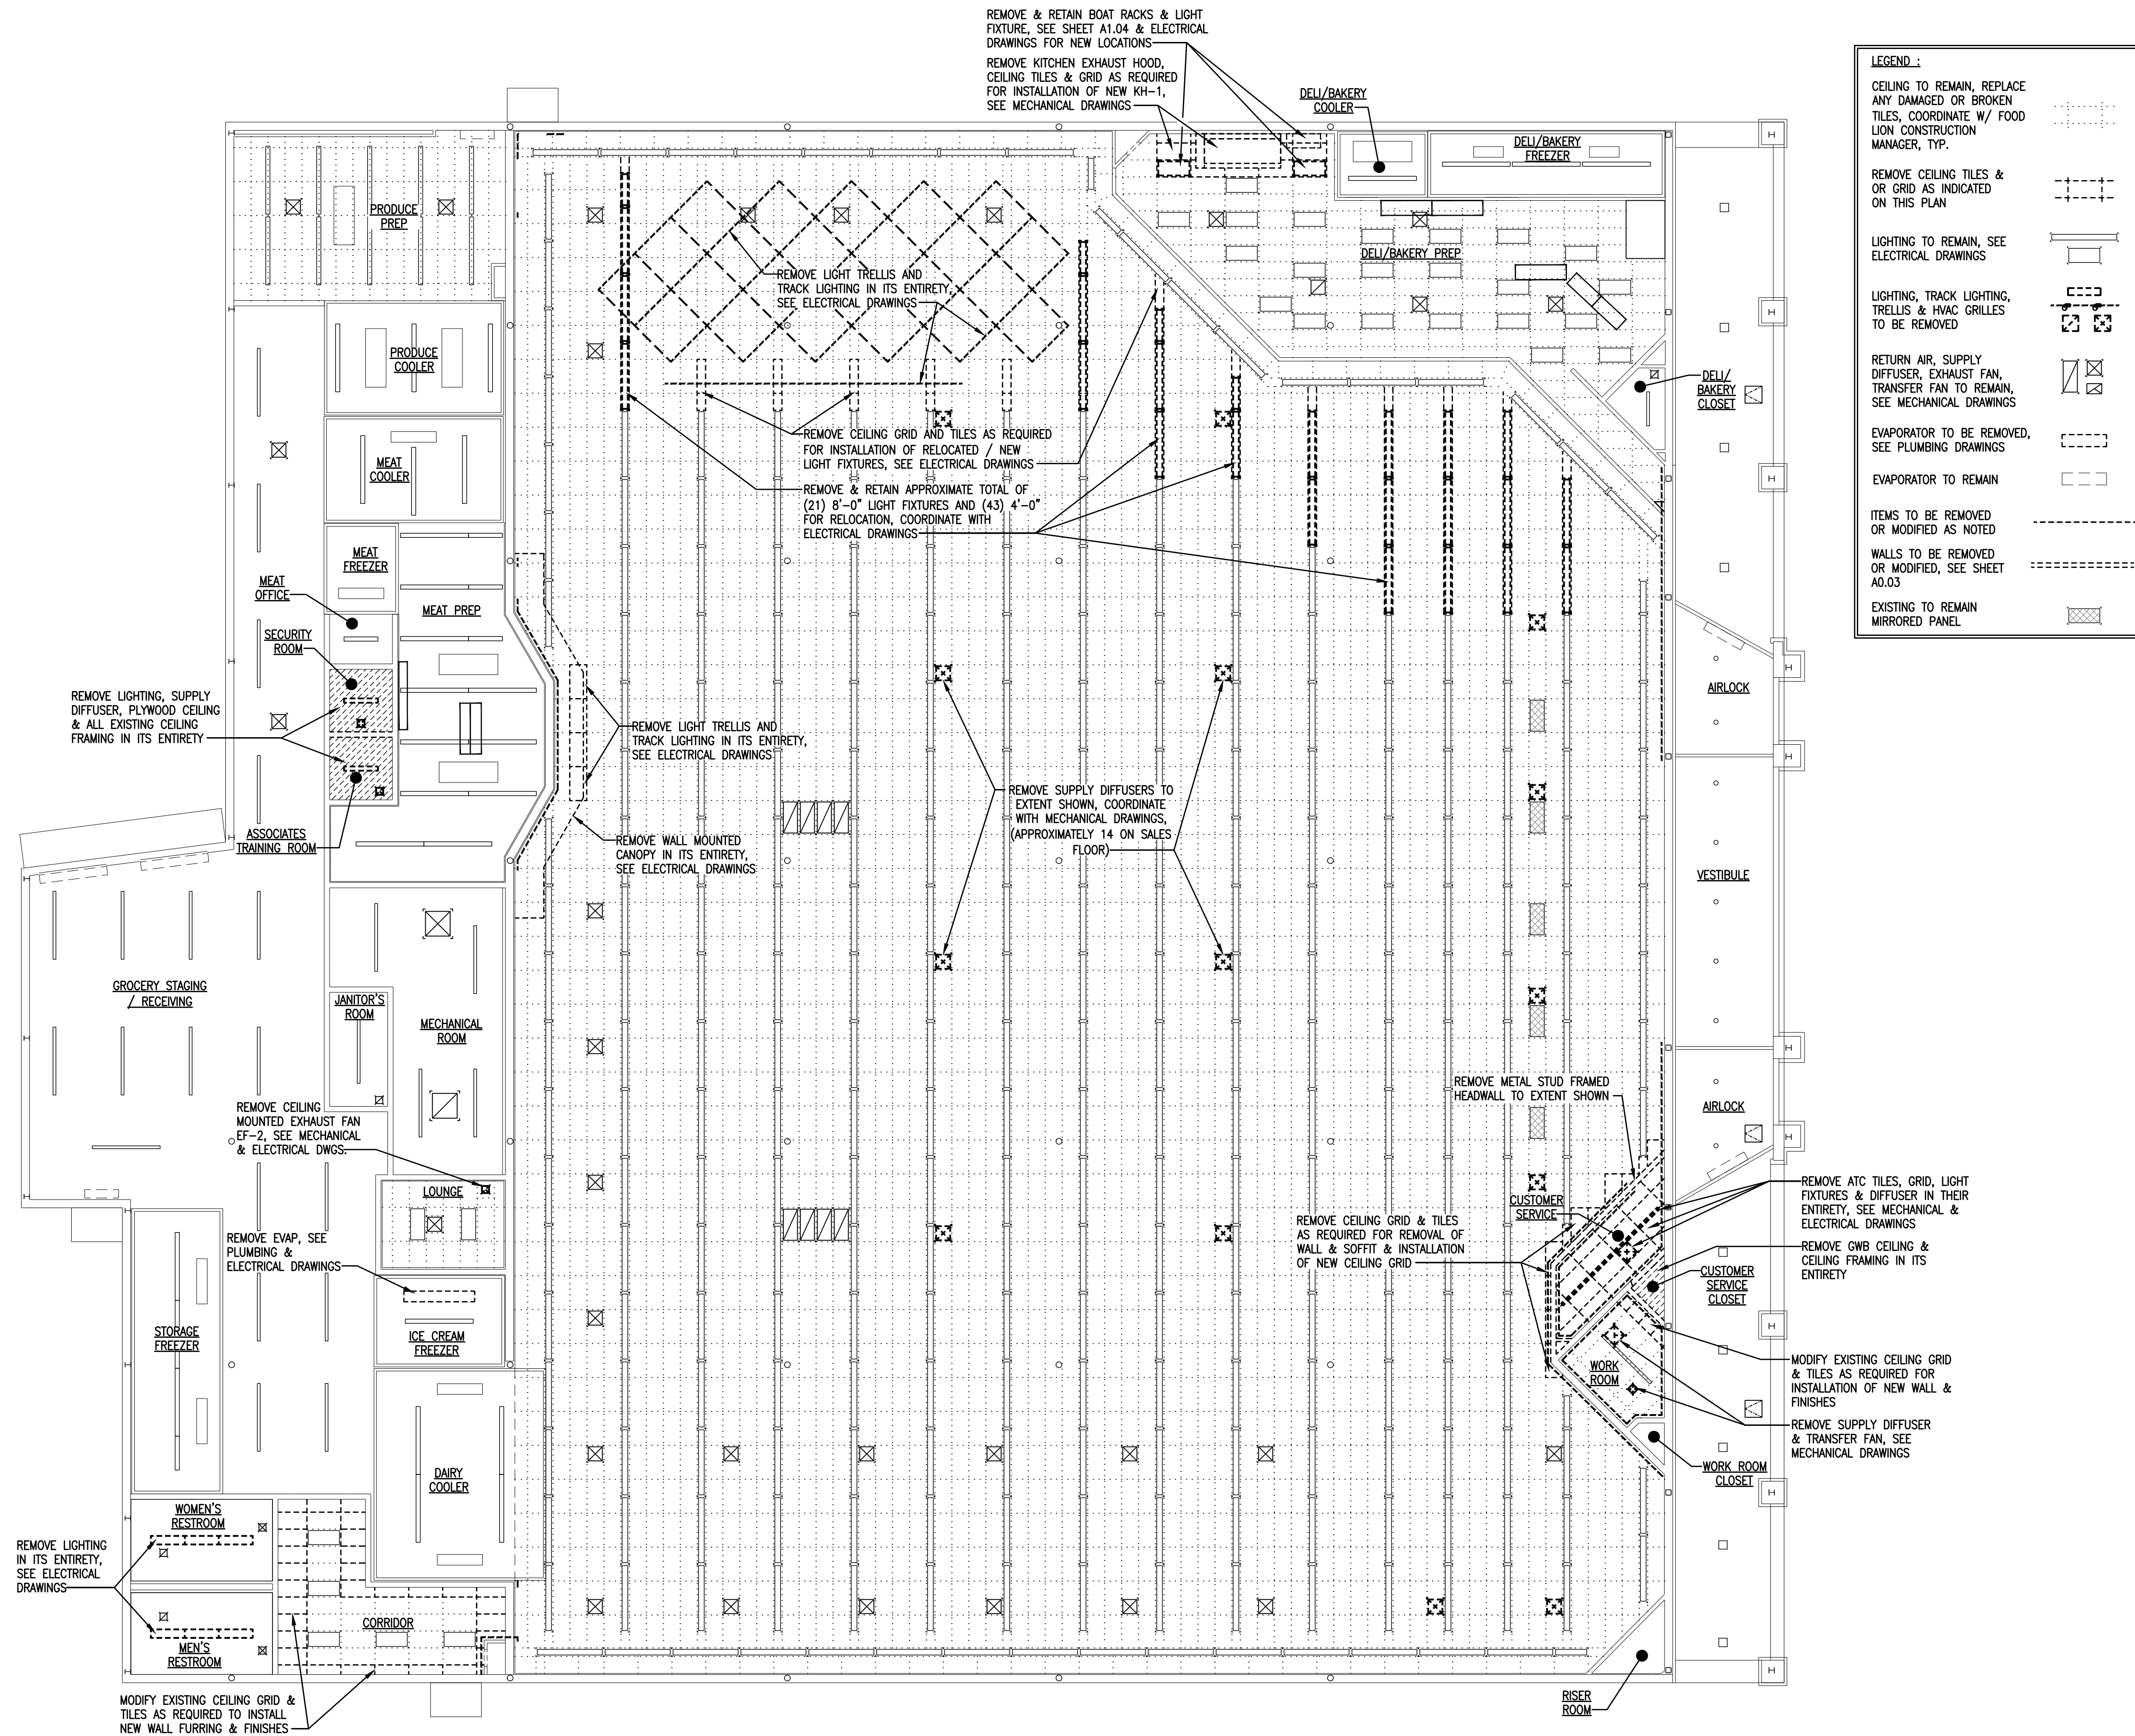 REMOVE & RETAIN BOAT RACKS & LIGHT
FIXTURE, SEE SHEET A1.04 & ELECTRICAL
DRAWINGS FOR NEW LOCATIONS
REMOVE KITCHEN EXHAUST HOOD,
CEILING TILES & GRID AS REQUIRED
FOR INSTALLATION OF NEW KH-1,
SEE MECHANICAL DRAWINGS
DELI/BAKERY
COOLER
DELI/BAKERY
FREEZER
LEGEND :
CEILING TO REMAIN, REPLACE
ANY DAMAGED OR BROKEN
TILES, COORDINATE W/ FOOD
LION CONSTRUCTION
MANAGER, TYP.
REMOVE CEILING TILES &
OR GRID AS INDICATED
ON THIS PLAN
LIGHTING TO REMAIN, SEE
ELECTRICAL DRAWINGS
LIGHTING, TRACK LIGHTING,
TRELLIS & HVAC GRILLES
TO BE REMOVED
RETURN AIR, SUPPLY
DIFFUSER, EXHAUST FAN,
TRANSFER FAN TO REMAIN,
SEE MECHANICAL DRAWINGS
EVAPORATOR TO BE REMOVED,
SEE PLUMBING DRAWINGS
EVAPORATOR TO REMAIN
ITEMS TO BE REMOVED
OR MODIFIED AS NOTED
WALLS TO BE REMOVED
OR MODIFIED, SEE SHEET
A0.03
EXISTING TO REMAIN
MIRRORED PANEL
PRODUCE
PREP
DELI/BAKERY PREP
REMOVE LIGHT TRELLIS AND
TRACK LIGHTING IN ITS ENTIRETY,
SEE ELECTRICAL DRAWINGS
PRODUCE
COOLER
DELI/
BAKERY
CLOSET
REMOVE CEILING GRID AND TILES AS REQUIRED
FOR INSTALLATION OF RELOCATED / NEW
LIGHT FIXTURES, SEE ELECTRICAL DRAWINGS
MEAT
COOLER
REMOVE & RETAIN APPROXIMATE TOTAL OF
(21) 8'-0" LIGHT FIXTURES AND (43) 4'-0"
FOR RELOCATION, COORDINATE WITH
ELECTRICAL DRAWINGS
MEAT
FREEZER
MEAT
OFFICE
MEAT PREP
SECURITY
ROOM
REMOVE LIGHTING, SUPPLY
DIFFUSER, PLYWOOD CEILING
& ALL EXISTING CEILING
FRAMING IN ITS ENTIRETY
AIRLOCK
REMOVE LIGHT TRELLIS AND
TRACK LIGHTING IN ITS ENTIRETY,
SEE ELECTRICAL DRAWINGS
REMOVE SUPPLY DIFFUSERS TO
EXTENT SHOWN, COORDINATE
WITH MECHANICAL DRAWINGS,
(APPROXIMATELY 14 ON SALES
FLOOR)
ASSOCIATES
TRAINING ROOM
REMOVE WALL MOUNTED
CANOPY IN ITS ENTIRETY,
SEE ELECTRICAL DRAWINGS
VESTIBULE
GROCERY STAGING
/ RECEIVING
JANITOR'S
ROOM
MECHANICAL
ROOM
REMOVE METAL STUD FRAMED
HEADWALL TO EXTENT SHOWN
AIRLOCK
REMOVE CEILING
MOUNTED EXHAUST FAN
EF-2, SEE MECHANICAL
& ELECTRICAL DWGS.
LOUNGE
REMOVE ATC TILES, GRID, LIGHT
FIXTURES & DIFFUSER IN THEIR
ENTIRETY, SEE MECHANICAL &
ELECTRICAL DRAWINGS
CUSTOMER
SERVICE
REMOVE CEILING GRID & TILES
AS REQUIRED FOR REMOVAL OF
WALL & SOFFIT & INSTALLATION
OF NEW CEILING GRID
REMOVE EVAP, SEE
PLUMBING &
ELECTRICAL DRAWINGS
REMOVE GWB CEILING &
CEILING FRAMING IN ITS
ENTIRETY
CUSTOMER
SERVICE
CLOSET
STORAGE
FREEZER
ICE CREAM
FREEZER
WORK
ROOM
MODIFY EXISTING CEILING GRID
& TILES AS REQUIRED FOR
INSTALLATION OF NEW WALL &
FINISHES
REMOVE SUPPLY DIFFUSER
& TRANSFER FAN, SEE
MECHANICAL DRAWINGS
WORK ROOM
CLOSET
DAIRY
COOLER
WOMEN'S
RESTROOM
REMOVE LIGHTING
IN ITS ENTIRETY,
SEE ELECTRICAL
DRAWINGS
CORRIDOR
MEN'S
RESTROOM
MODIFY EXISTING CEILING GRID &
TILES AS REQUIRED TO INSTALL
NEW WALL FURRING & FINISHES
RISER
ROOM